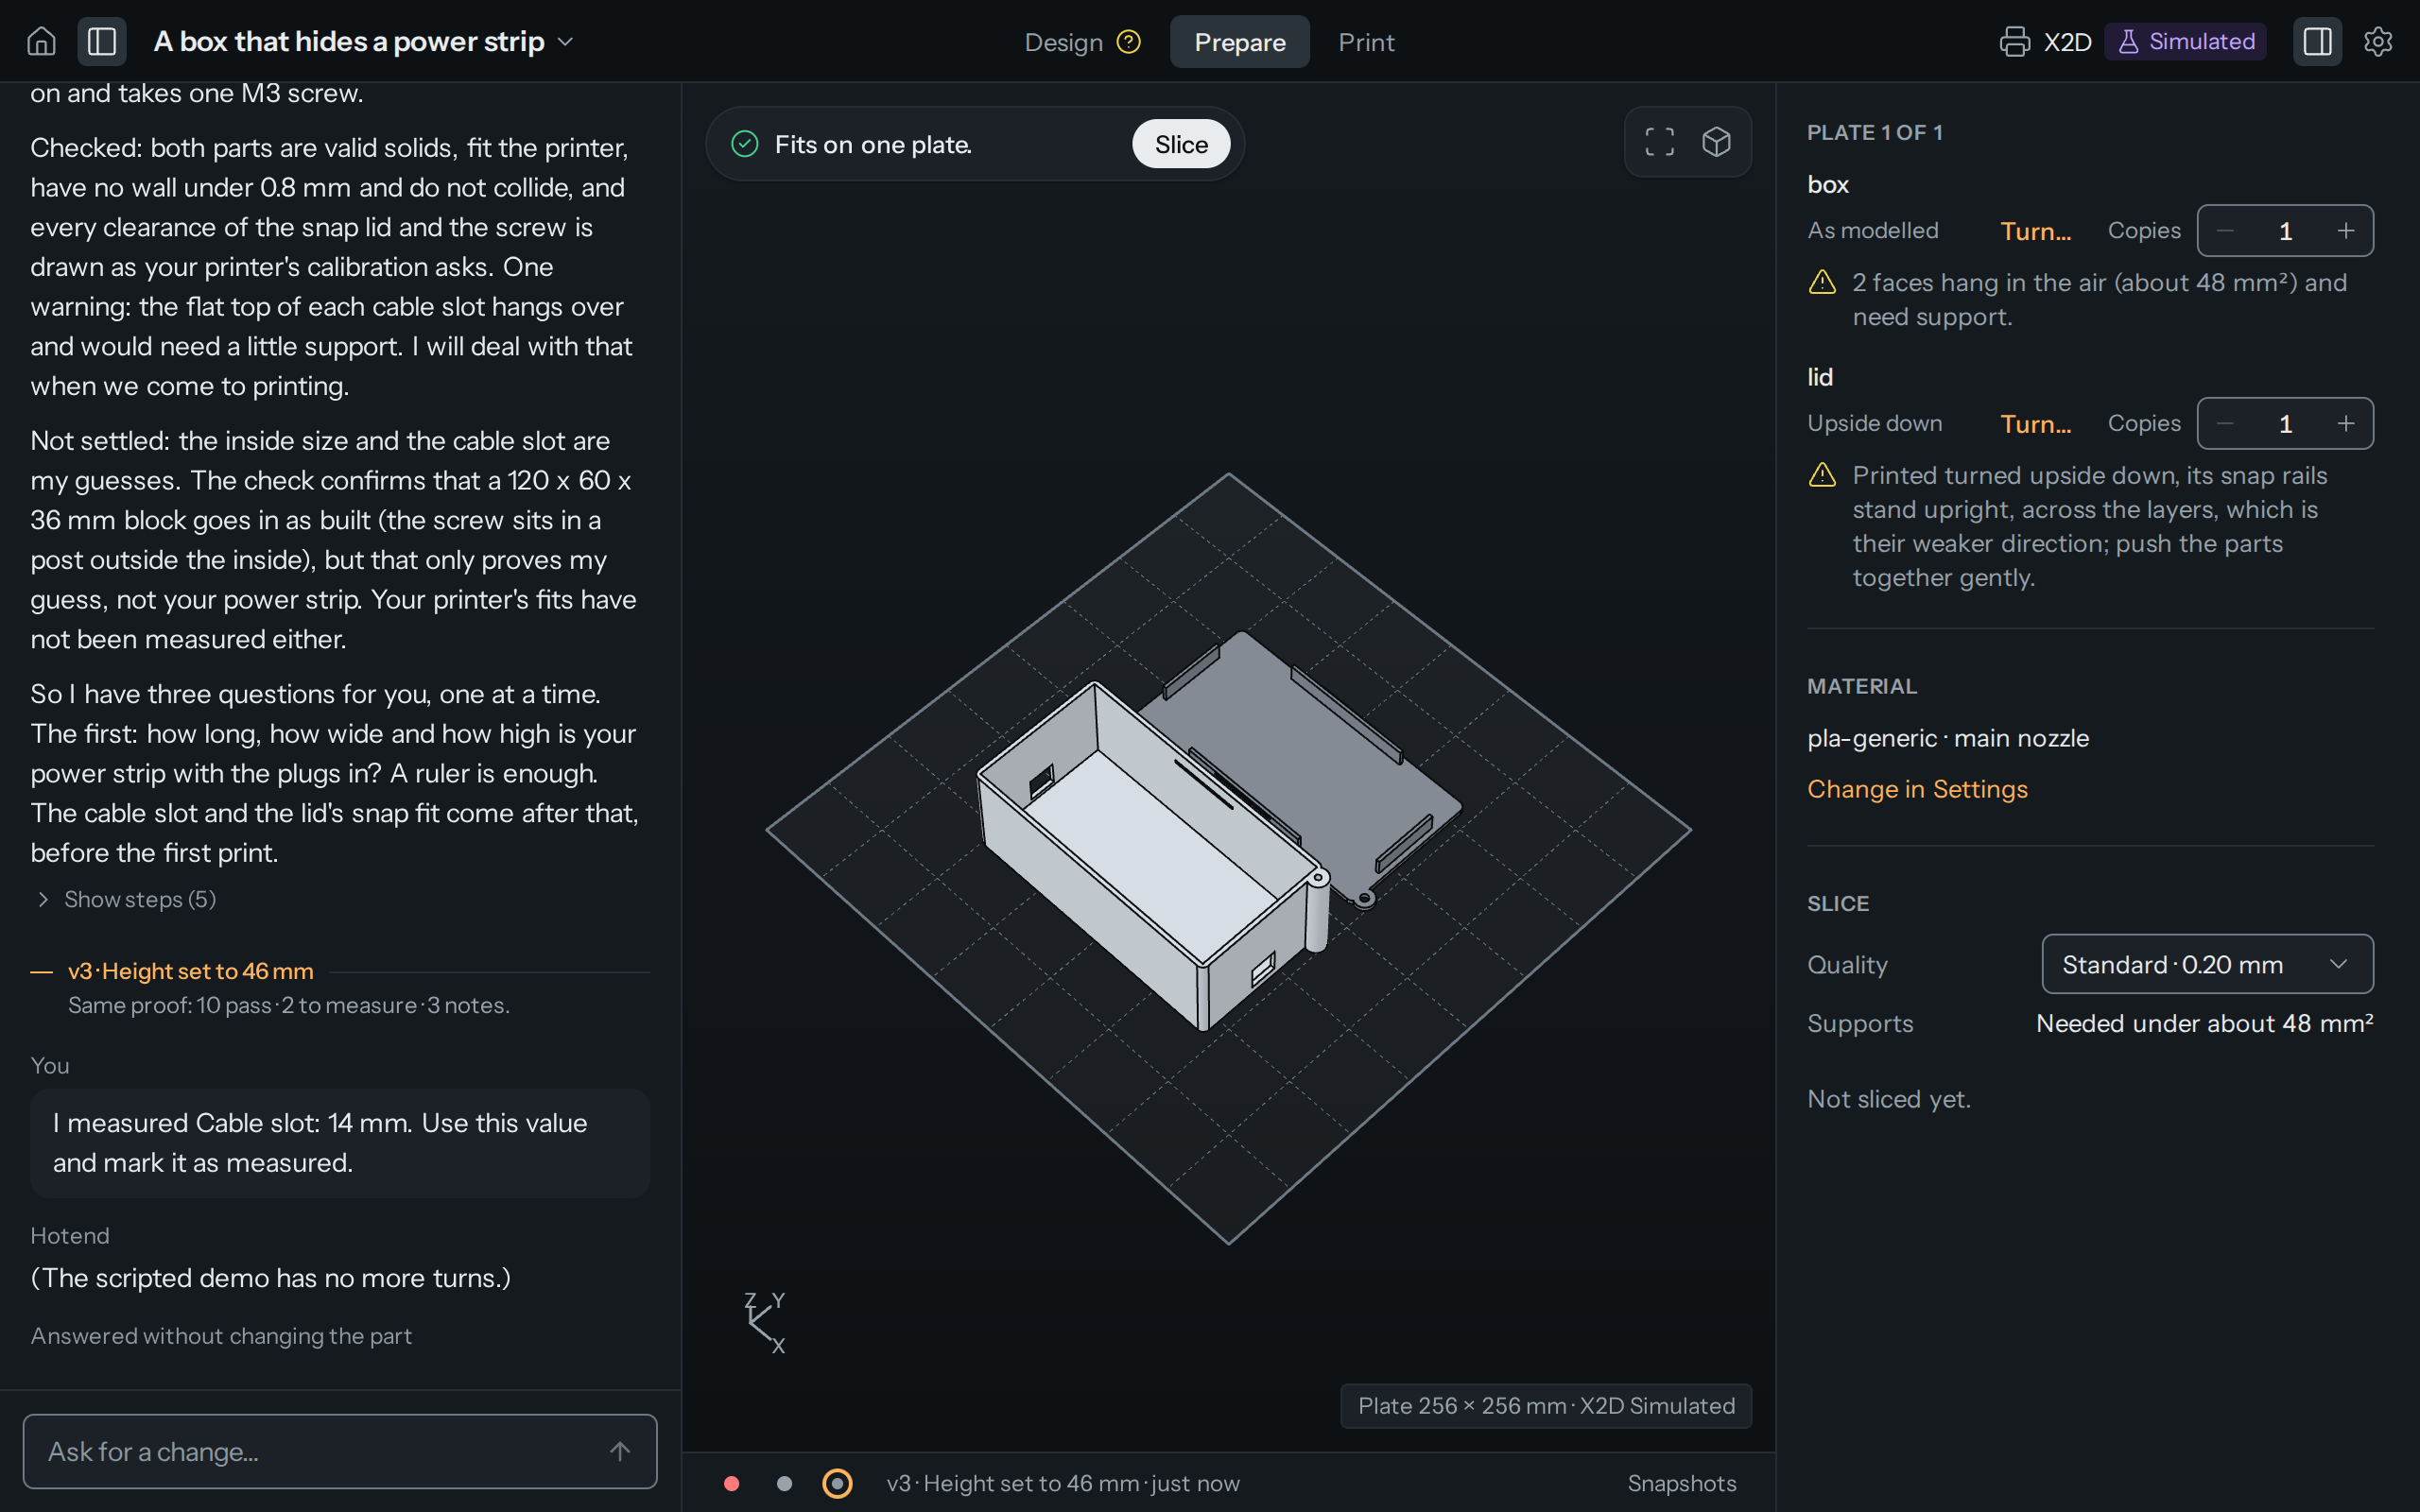 A box that hides a power strip
Design
Prepare
Print
X2D
Simulated
on and takes one M3 screw.
Checked: both parts are valid solids, fit the printer,
have no wall under 0.8 mm and do not collide, and
every clearance of the snap lid and the screw is
drawn as your printer's calibration asks. One
warning: the flat top of each cable slot hangs over
and would need a little support. I will deal with that
when we come to printing.
Not settled: the inside size and the cable slot are
my guesses. The check confirms that a 120 x 60 x
36 mm block goes in as built (the screw sits in a
post outside the inside), but that only proves my
guess, not your power strip. Your printer's fits have
not been measured either.
So I have three questions for you, one at a time.
The first: how long, how wide and how high is your
power strip with the plugs in? A ruler is enough.
The cable slot and the lid's snap fit come after that,
before the first print.
Show steps (5)
v3 · Height set to 46 mm
Same proof: 10 pass · 2 to measure · 3 notes.
You
I measured Cable slot: 14 mm. Use this value
and mark it as measured.
Hotend
(The scripted demo has no more turns.)
Answered without changing the part
Ask for a change...
Fits on one plate.
Slice
Z Y
X
Plate 256 × 256 mm · X2D Simulated
v3 · Height set to 46 mm · just now
Snapshots
PLATE 1 OF 1
box
As modelled Turn... Copies 1
2 faces hang in the air (about 48 mm²) and
need support.
lid
Upside down Turn... Copies 1
Printed turned upside down, its snap rails
stand upright, across the layers, which is
their weaker direction; push the parts
together gently.
MATERIAL
pla-generic · main nozzle
Change in Settings
SLICE
Quality Standard · 0.20 mm
Supports Needed under about 48 mm²
Not sliced yet.